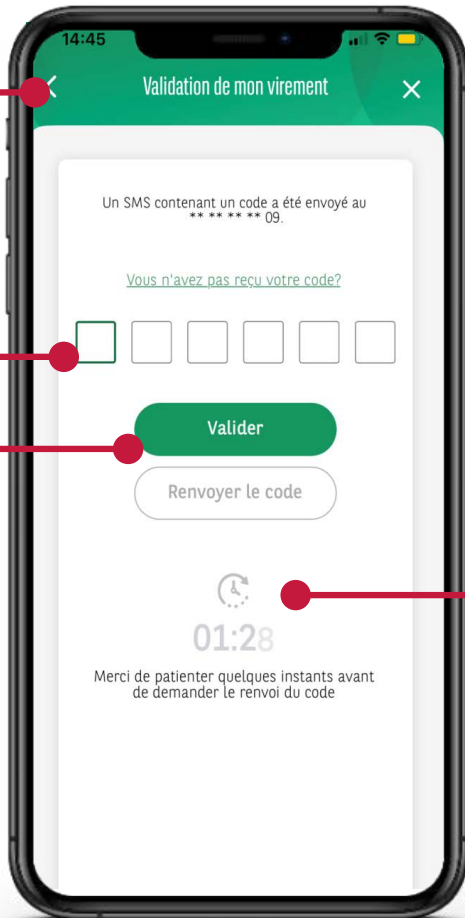 14:45
Validation de mon virement
Un SMS contenant un code a été envoyé au
** ** ** ** 09.
Vous n'avez pas reçu votre code?
Valider
Renvoyer le code
01:28
Merci de patienter quelques instants avant
de demander le renvoi du code